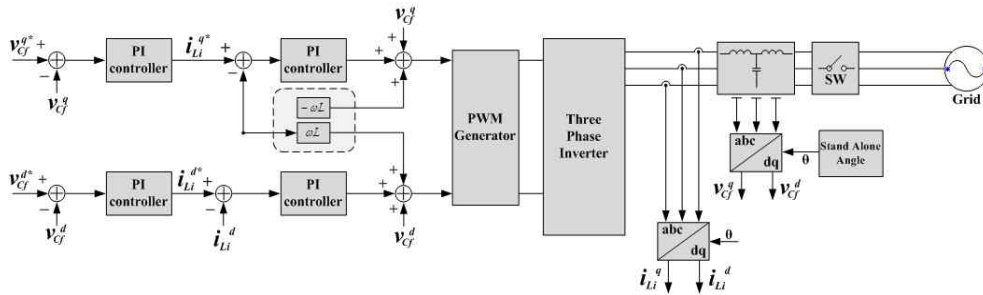 v_Cf^q* + − v_Cf^q
PI controller
i_Li^q* + −
PI controller
+ + + v_Cf^q
− ωL
ωL
v_Cf^d* + − v_Cf^d
PI controller
i_Li^d* + − i_Li^d
PI controller
+ + + v_Cf^d
PWM Generator
Three Phase Inverter
SW
Grid
abc
dq
θ
Stand Alone Angle
v_Cf^q v_Cf^d
abc
dq
θ
i_Li^q i_Li^d